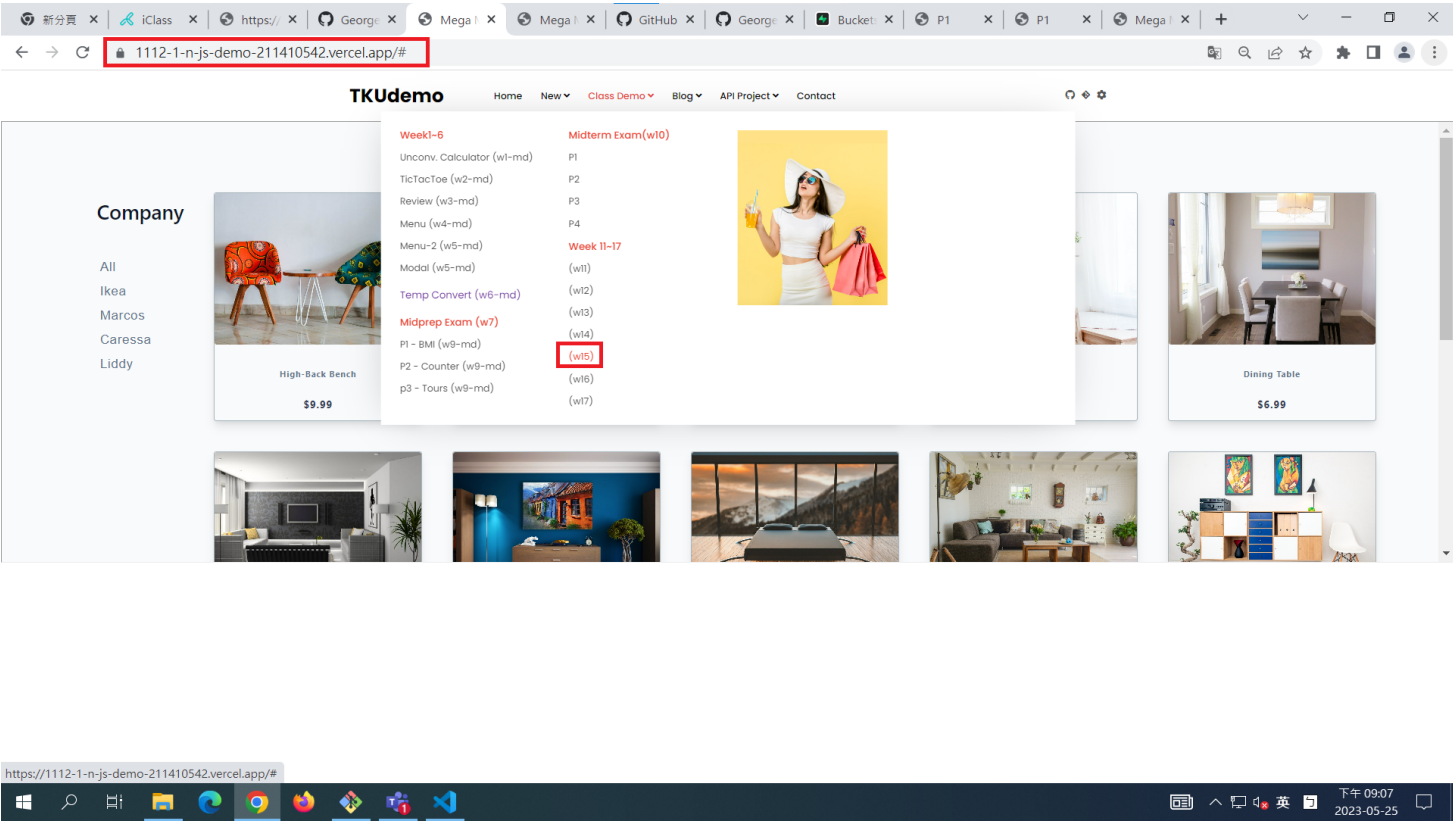 新分頁
iClass
https://
George
Mega
Mega
GitHub
George
Bucket
P1
P1
Mega
1112-1-n-js-demo-211410542.vercel.app/#
TKUdemo
Home
New
Class Demo
Blog
API Project
Contact
Week1~6
Unconv. Calculator (w1-md)
TicTacToe (w2-md)
Review (w3-md)
Menu (w4-md)
Menu-2 (w5-md)
Modal (w5-md)
Temp Convert (w6-md)
Midprep Exam (w7)
P1 - BMI (w9-md)
P2 - Counter (w9-md)
p3 - Tours (w9-md)
Midterm Exam(w10)
P1
P2
P3
P4
Week 11~17
(w11)
(w12)
(w13)
(w14)
(w15)
(w16)
(w17)
Company
All
Ikea
Marcos
Caressa
Liddy
High-Back Bench
$9.99
Dining Table
$6.99
https://1112-1-n-js-demo-211410542.vercel.app/#
1
英
下午 09:07
2023-05-25